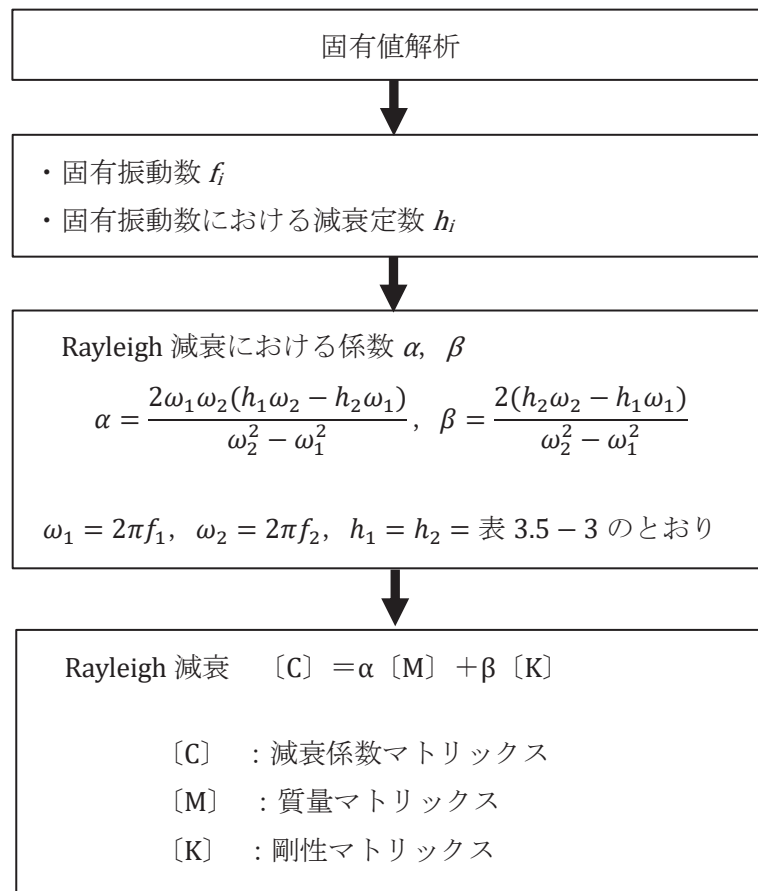 固有値解析
・固有振動数 fᵢ
・固有振動数における減衰定数 hᵢ
Rayleigh 減衰における係数 α, β
α = 2ω₁ω₂(h₁ω₂ − h₂ω₁) / (ω₂² − ω₁²), β = 2(h₂ω₂ − h₁ω₁) / (ω₂² − ω₁²)
ω₁ = 2πf₁, ω₂ = 2πf₂, h₁ = h₂ = 表 3.5 − 3 のとおり
Rayleigh 減衰 〔C〕＝α〔M〕＋β〔K〕
〔C〕 ：減衰係数マトリックス
〔M〕 ：質量マトリックス
〔K〕 ：剛性マトリックス